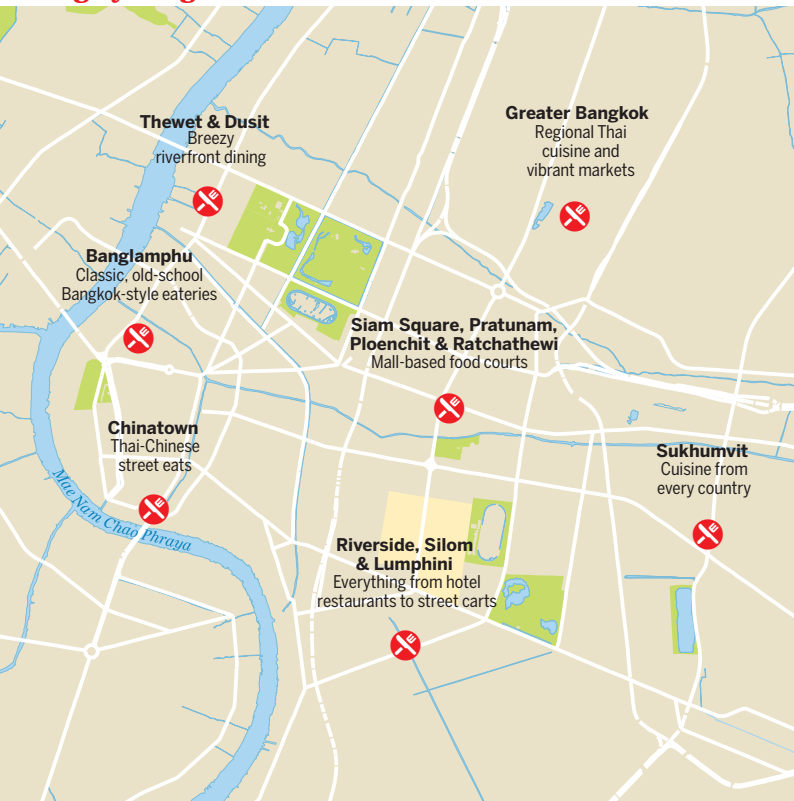 Thewet & Dusit
Breezy
riverfront dining
Greater Bangkok
Regional Thai
cuisine and
vibrant markets
Banglamphu
Classic, old-school
Bangkok-style eateries
Siam Square, Pratunam,
Ploenchit & Ratchathewi
Mall-based food courts
Chinatown
Thai-Chinese
street eats
Sukhumvit
Cuisine from
every country
Mae Nam Chao Phraya
Riverside, Silom
& Lumphini
Everything from hotel
restaurants to street carts